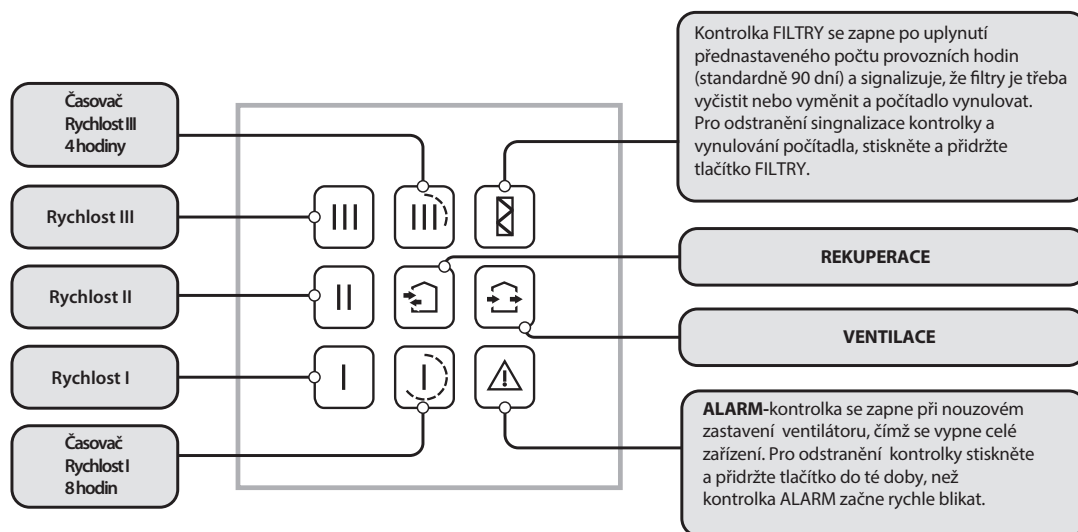 Časovač
Rychlost III
4 hodiny
Rychlost III
Rychlost II
Rychlost I
Časovač
Rychlost I
8 hodin
III
III
II
I
I
Kontrolka FILTRY se zapne po uplynutí
přednastaveného počtu provozních hodin
(standardně 90 dní) a signalizuje, že filtry je třeba
vyčistit nebo vyměnit a počítadlo vynulovat.
Pro odstranění singnalizace kontrolky a
vynulování počítadla, stiskněte a přidržte
tlačítko FILTRY.
REKUPERACE
VENTILACE
ALARM-kontrolka se zapne při nouzovém
zastavení ventilátoru, čímž se vypne celé
zařízení. Pro odstranění kontrolky stiskněte
a přidržte tlačítko do té doby, než
kontrolka ALARM začne rychle blikat.